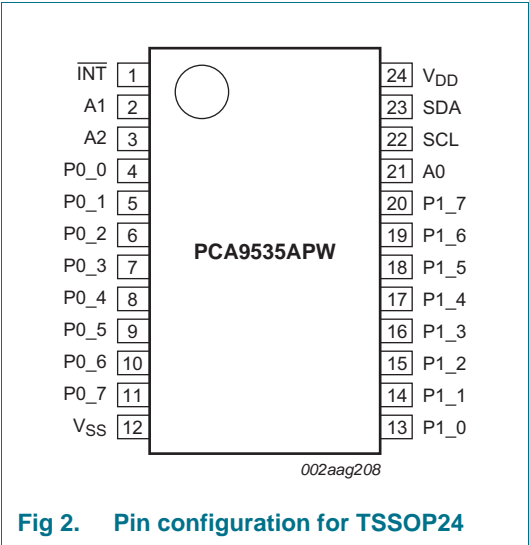 INT 1
A1 2
A2 3
P0_0 4
P0_1 5
P0_2 6
P0_3 7
P0_4 8
P0_5 9
P0_6 10
P0_7 11
VSS 12
PCA9535APW
24 VDD
23 SDA
22 SCL
21 A0
20 P1_7
19 P1_6
18 P1_5
17 P1_4
16 P1_3
15 P1_2
14 P1_1
13 P1_0
002aag208
Fig 2. Pin configuration for TSSOP24